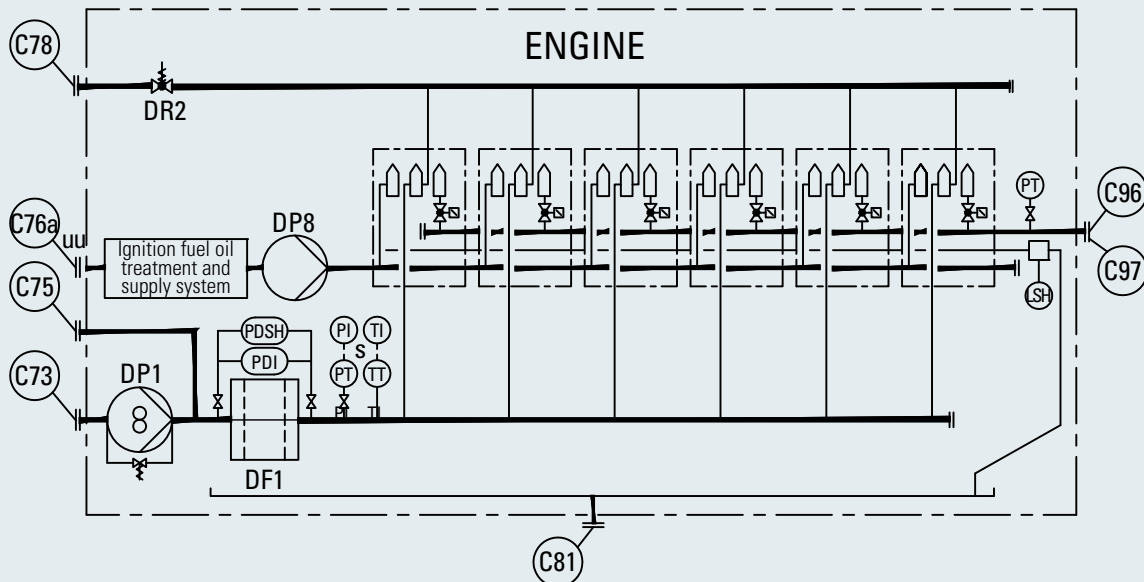 C78
ENGINE
DR2
PT
C96
C76a
uu
DP8
Ignition fuel oil
treatment and
supply system
C97
C75
LSH
PDSH
PI
TI
S
PDI
PT
TT
C73
DP1
PI
TI
DF1
C81